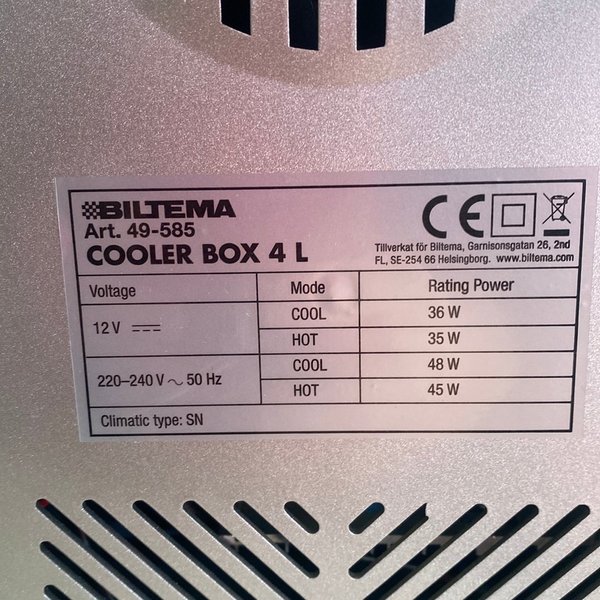 BILTEMA
Art. 49-585
COOLER BOX 4 L
CE
Tillverkat för Biltema, Garnisonsgatan 26, 2nd
FL, SE-254 66 Helsingborg. www.biltema.com
Voltage Mode Rating Power
12 V COOL 36 W
HOT 35 W
220–240 V ~ 50 Hz COOL 48 W
HOT 45 W
Climatic type: SN